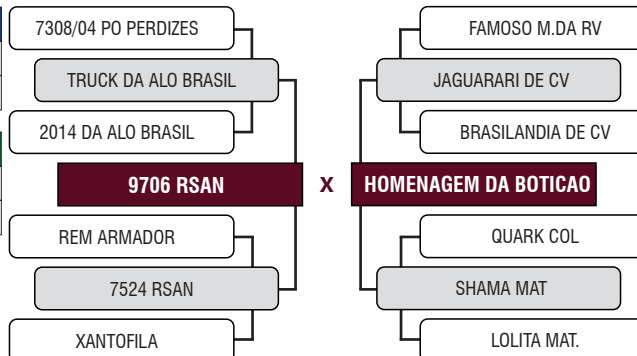 7308/04 PO PERDIZES
TRUCK DA ALO BRASIL
2014 DA ALO BRASIL
9706 RSAN
REM ARMADOR
7524 RSAN
XANTOFILA
X
FAMOSO M.DA RV
JAGUARARI DE CV
BRASILANDIA DE CV
HOMENAGEM DA BOTICAO
QUARK COL
SHAMA MAT
LOLITA MAT.